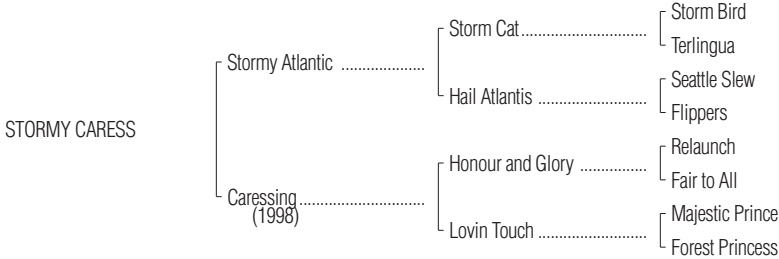 Storm Bird
Storm Cat..............................
Terlingua
Stormy Atlantic ....................
Seattle Slew
Hail Atlantis ..........................
Flippers
STORMY CARESS
Relaunch
Honour and Glory ................
Fair to All
Caressing..............................
(1998)
Majestic Prince
Lovin Touch ..........................
Forest Princess